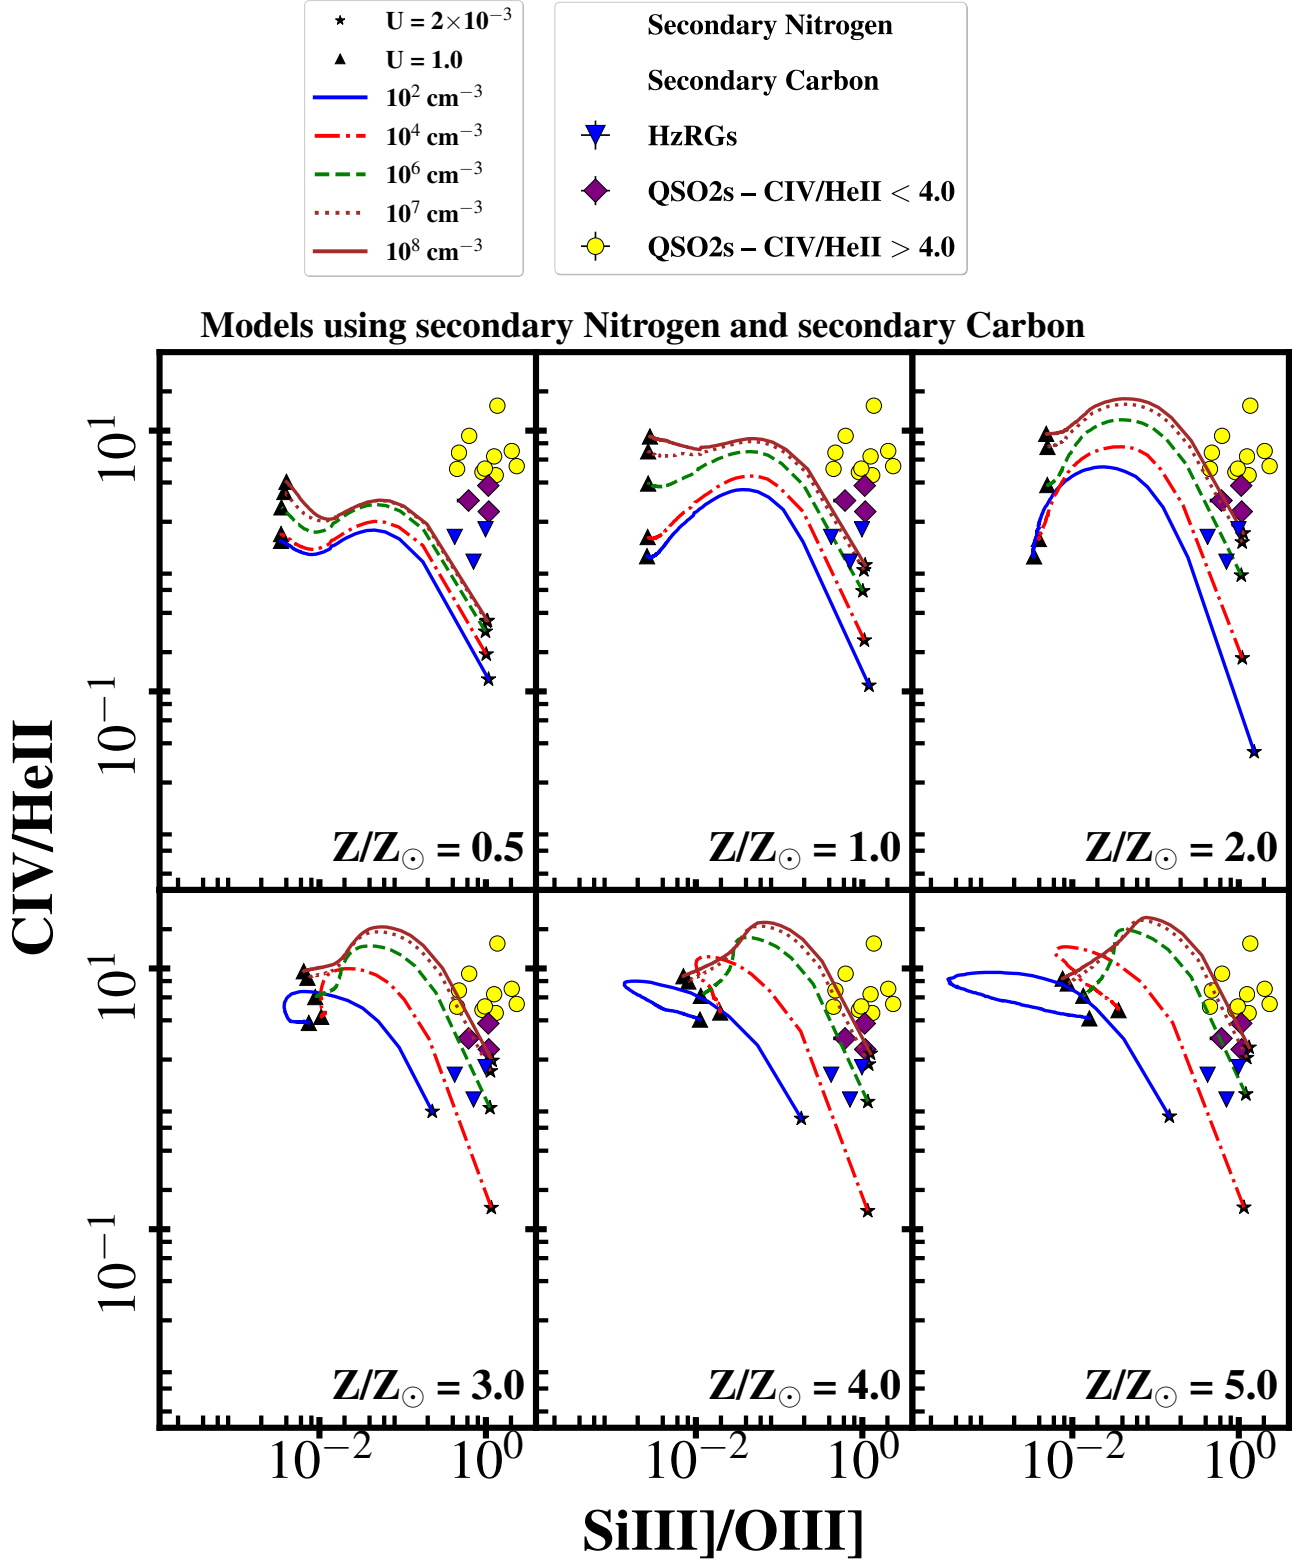 U = 2×10⁻³
U = 1.0
10² cm⁻³
10⁴ cm⁻³
10⁶ cm⁻³
10⁷ cm⁻³
10⁸ cm⁻³
Secondary Nitrogen
Secondary Carbon
HzRGs
QSO2s – CIV/HeII < 4.0
QSO2s – CIV/HeII > 4.0
Models using secondary Nitrogen and secondary Carbon
10¹
10⁻¹
Z/Z☉ = 0.5
Z/Z☉ = 1.0
Z/Z☉ = 2.0
CIV/HeII
10¹
10⁻¹
Z/Z☉ = 3.0
Z/Z☉ = 4.0
Z/Z☉ = 5.0
10⁻² 10⁰ 10⁻² 10⁰ 10⁻² 10⁰
SiIII]/OIII]